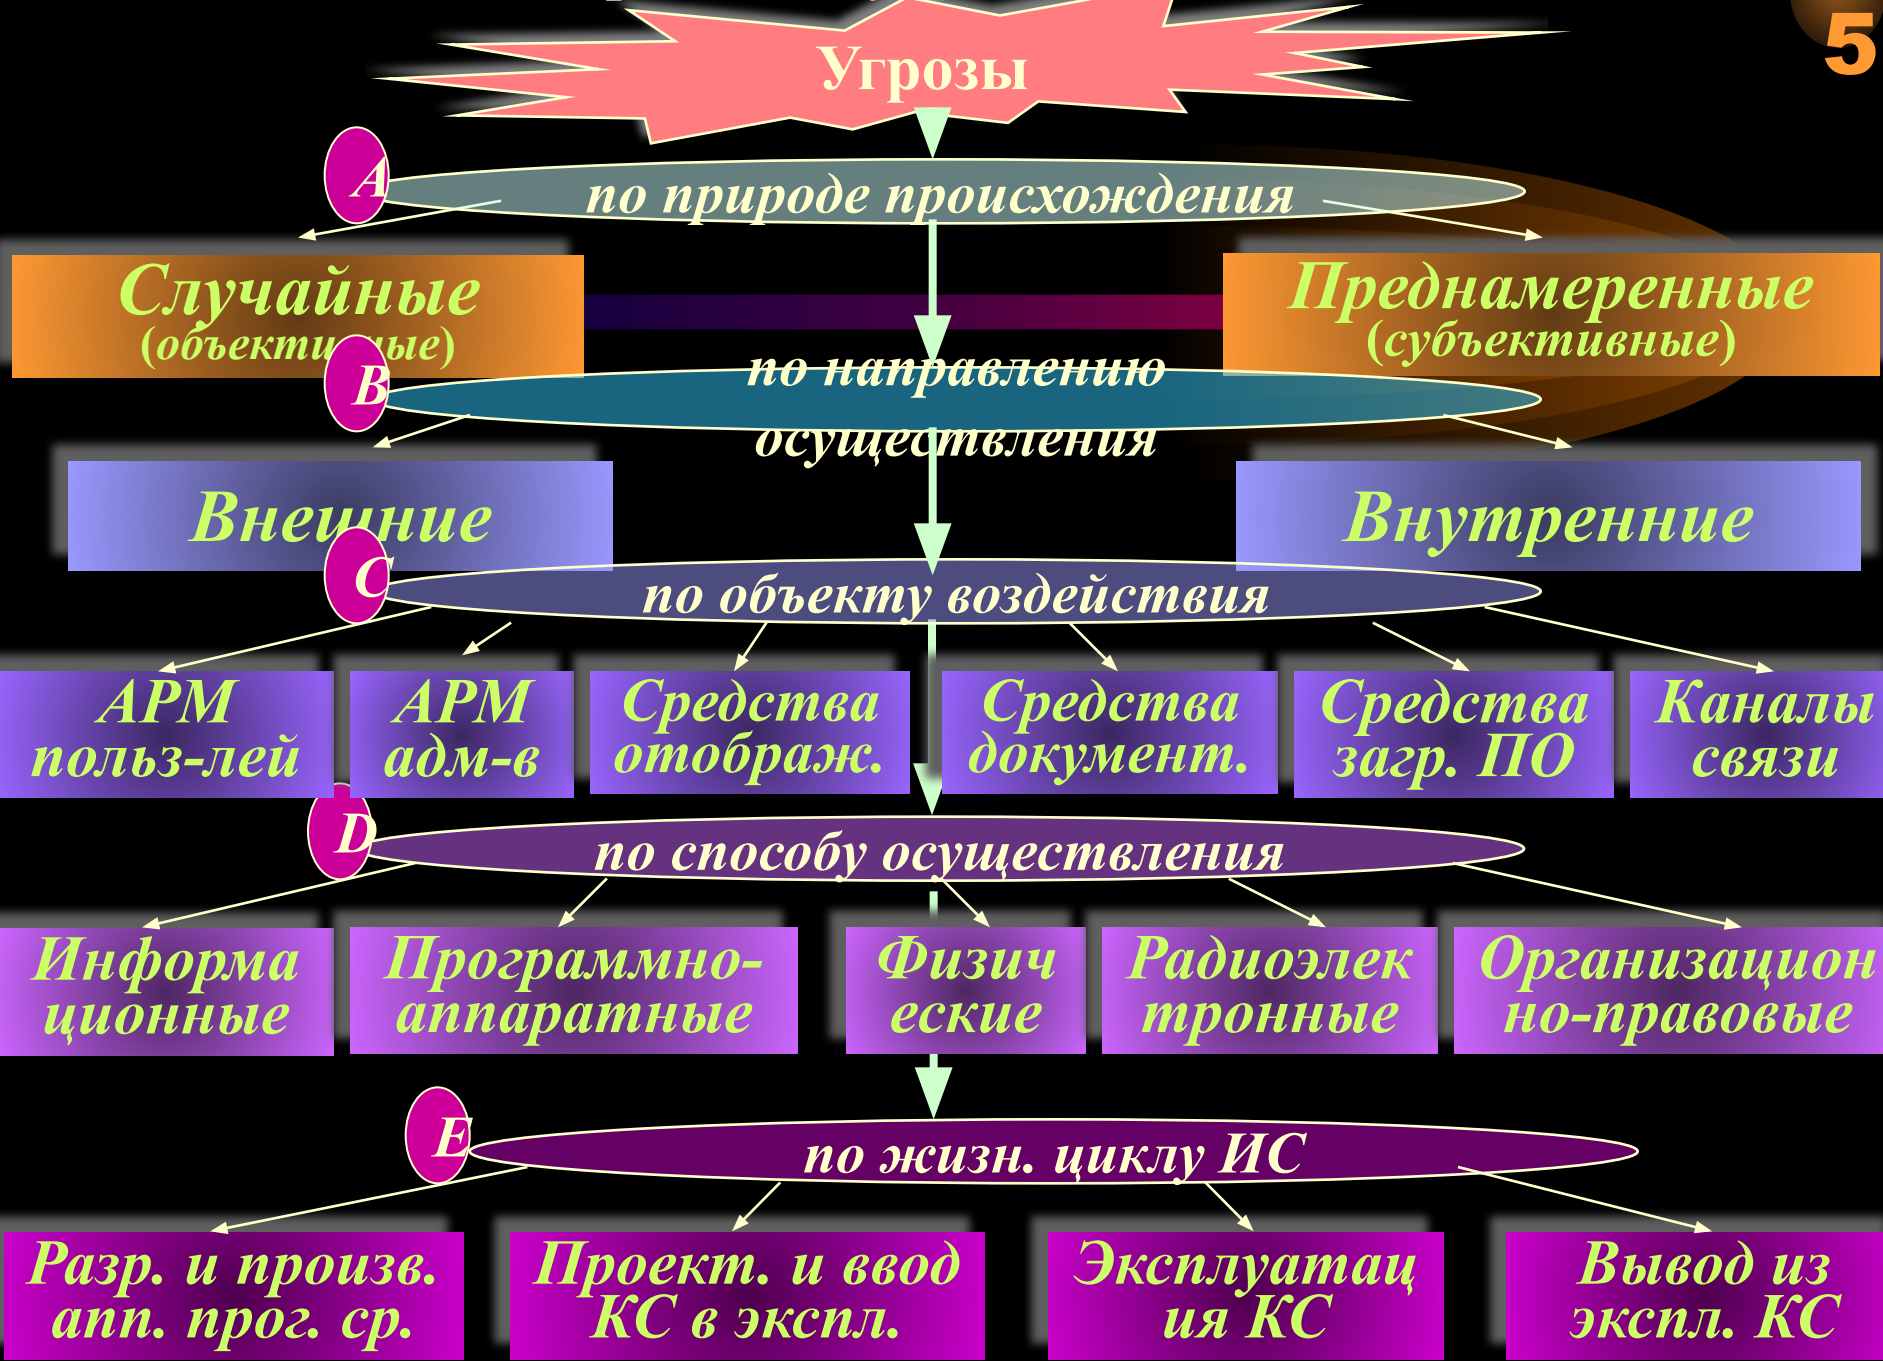 5
Угрозы
A
по природе происхождения
Случайные
(объективные)
Преднамеренные
(субъективные)
B
по направлению
осуществления
Внешние
Внутренние
C
по объекту воздействия
АРМ
польз-лей
АРМ
адм-в
Средства
отображ.
Средства
документ.
Средства
загр. ПО
Каналы
связи
D
по способу осуществления
Информа
ционные
Программно-
аппаратные
Физич
еские
Радиоэлек
тронные
Организацион
но-правовые
E
по жизн. циклу ИС
Разр. и произв.
апп. прог. ср.
Проект. и ввод
КС в экспл.
Эксплуатац
ия КС
Вывод из
экспл. КС